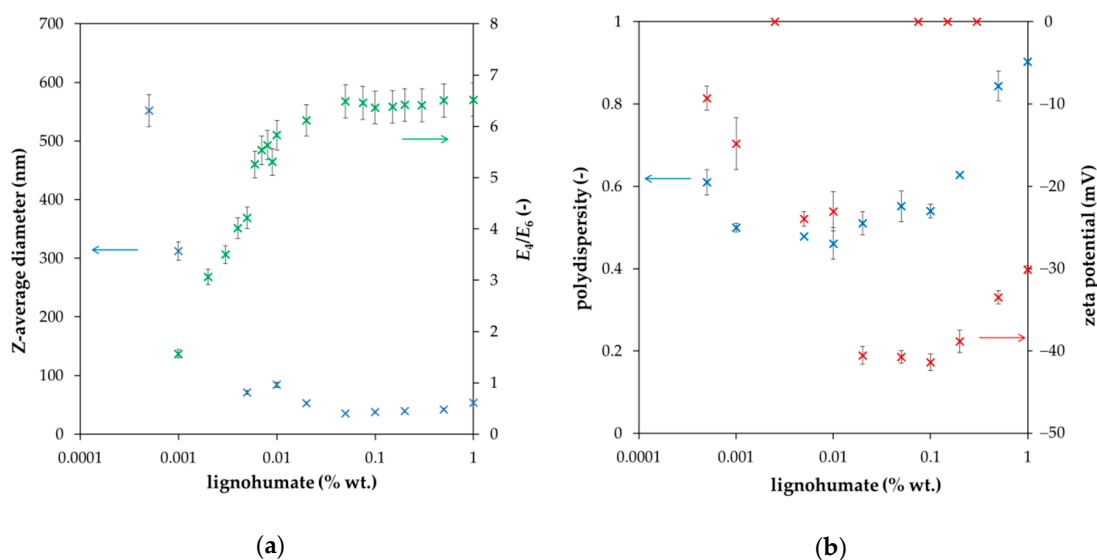 700
600
500
400
300
200
100
0
Z-average diameter (nm)
8
7
6
5
4
3
2
1
0
E4/E6 (-)
0.0001 0.001 0.01 0.1 1
lignohumate (% wt.)
(a)
1
0.8
0.6
0.4
0.2
0
polydispersity (-)
0
−10
−20
−30
−40
−50
zeta potential (mV)
0.0001 0.001 0.01 0.1 1
lignohumate (% wt.)
(b)